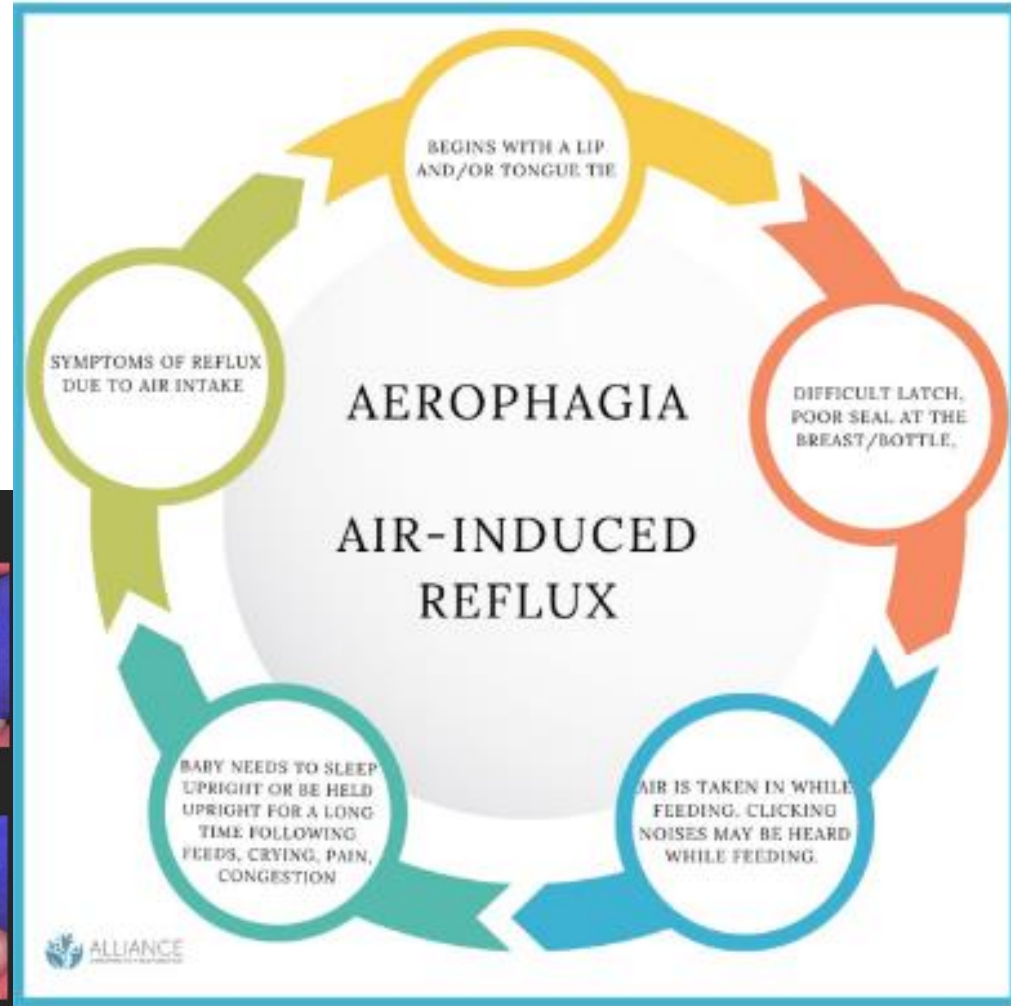 BEGINS WITH A LIP
AND/OR TONGUE TIE
DIFFICULT LATCH,
POOR SEAL AT THE
BREAST/BOTTLE,
AIR IS TAKEN IN WHILE
FEEDING. CLICKING
NOISES MAY BE HEARD
WHILE FEEDING.
BABY NEEDS TO SLEEP
UPRIGHT OR BE HELD
UPRIGHT FOR A LONG
TIME FOLLOWING
FEEDS, CRYING, PAIN,
CONGESTION
SYMPTOMS OF REFLUX
DUE TO AIR INTAKE
AEROPHAGIA
AIR-INDUCED
REFLUX
ALLIANCE